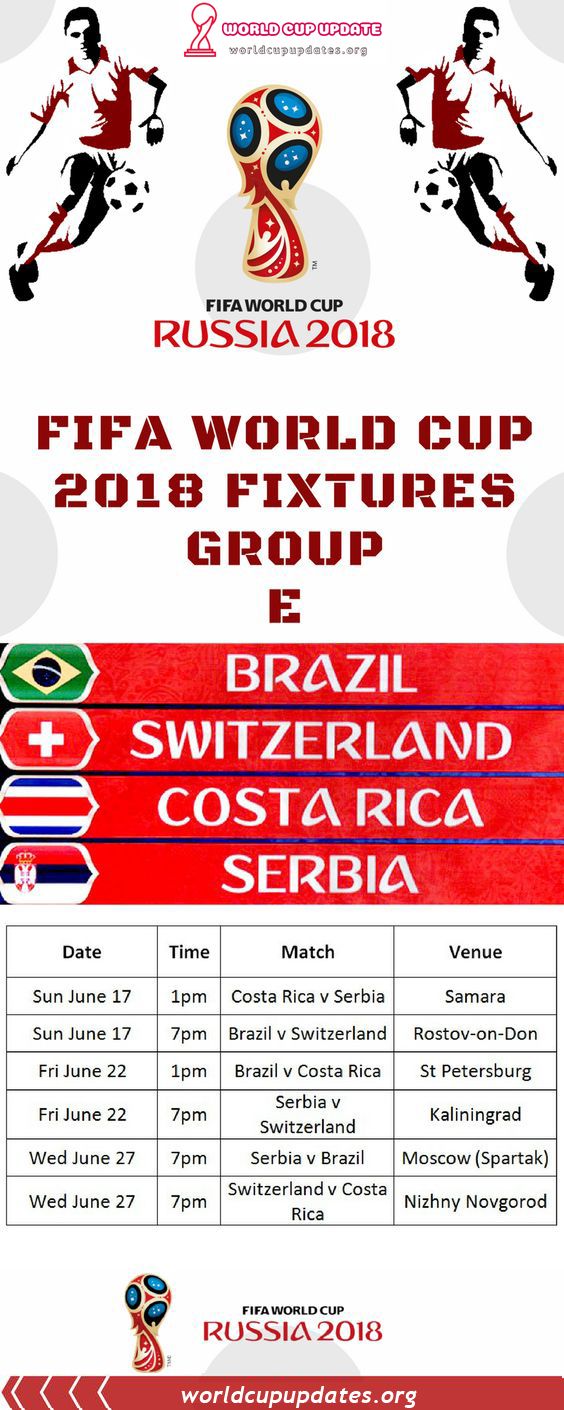 WORLD CUP UPDATE
worldcupupdates.org
TM
FIFA WORLD CUP
RUSSIA 2018
FIFA WORLD CUP
2018 FIXTURES
GROUP
E
BRAZIL
SWITZERLAND
COSTA RICA
SERBIA
Date Time Match Venue
Sun June 17 1pm Costa Rica v Serbia Samara
Sun June 17 7pm Brazil v Switzerland Rostov-on-Don
Fri June 22 1pm Brazil v Costa Rica St Petersburg
Fri June 22 7pm Serbia v Switzerland Kaliningrad
Wed June 27 7pm Serbia v Brazil Moscow (Spartak)
Wed June 27 7pm Switzerland v Costa Rica Nizhny Novgorod
FIFA WORLD CUP
RUSSIA 2018
TM
worldcupupdates.org